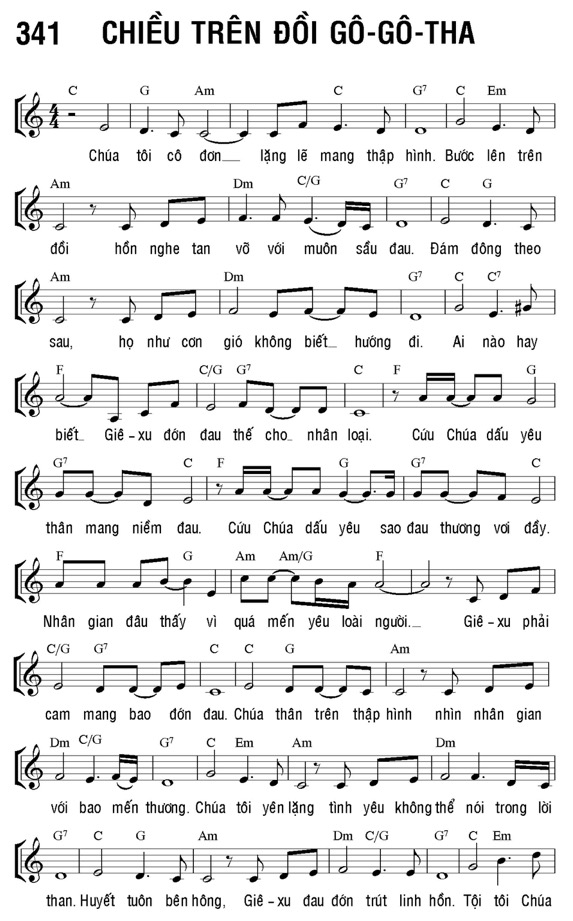 341 CHIỀU TRÊN ĐỒI GÔ-GÔ-THA
C G Am C G7 C Em
Chúa tôi cô đơn lặng lẽ mang thập hình. Bước lên trên
Am Dm C/G G7 C G
đồi hồn nghe tan vỡ với muôn sầu đau. Đám đông theo
Am Dm G7 C C7
sau, họ như cơn gió không biết hướng đi. Ai nào hay
F C/G G7 C F G
biết Giê-xu đớn đau thế cho nhân loại. Cứu Chúa dấu yêu
G7 C F G G7 C
thân mang niềm đau. Cứu Chúa dấu yêu sao đau thương vơi đầy.
F G Am Am/G F
Nhân gian đâu thấy vì quá mến yêu loài người. Giê-xu phải
C/G G7 C C G Am
cam mang bao đớn đau. Chúa thân trên thập hình nhìn nhân gian
Dm C/G G7 C Em Am Dm
với bao mến thương. Chúa tôi yên lặng tình yêu không thể nói trong lời
G7 C G Am Dm C/G G7 C Em
than. Huyết tuôn bên hông, Giê-xu đau đớn trút linh hồn. Tội tôi Chúa